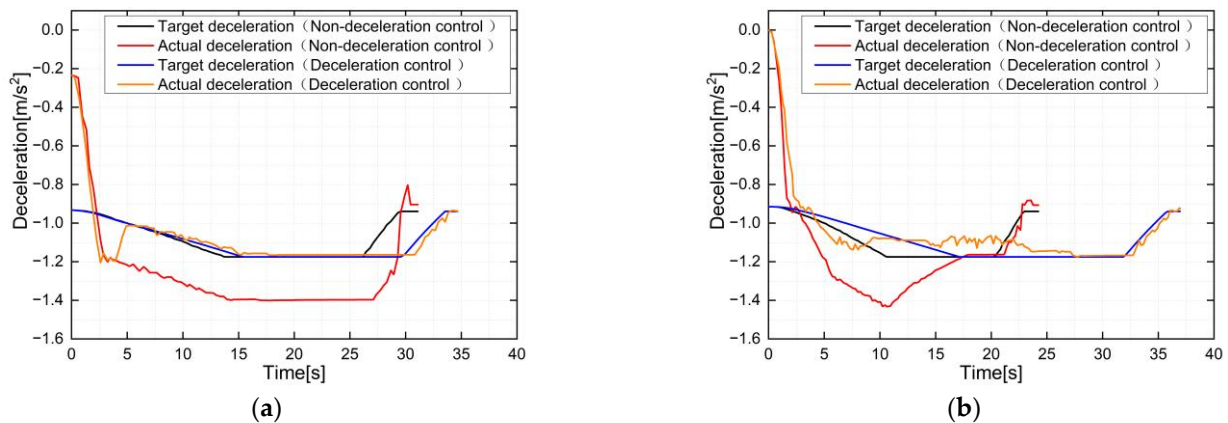 Target deceleration（Non-deceleration control）
Actual deceleration（Non-deceleration control）
Target deceleration（Deceleration control）
Actual deceleration（Deceleration control ）
Deceleration[m/s²]
0.0
−0.2
−0.4
−0.6
−0.8
−1.0
−1.2
−1.4
−1.6
0 5 10 15 20 25 30 35 40
Time[s]
(a)
Target deceleration（Non-deceleration control）
Actual deceleration（Non-deceleration control）
Target deceleration（Deceleration control）
Actual deceleration（Deceleration control ）
Deceleration[m/s²]
0.0
−0.2
−0.4
−0.6
−0.8
−1.0
−1.2
−1.4
−1.6
0 5 10 15 20 25 30 35 40
Time[s]
(b)